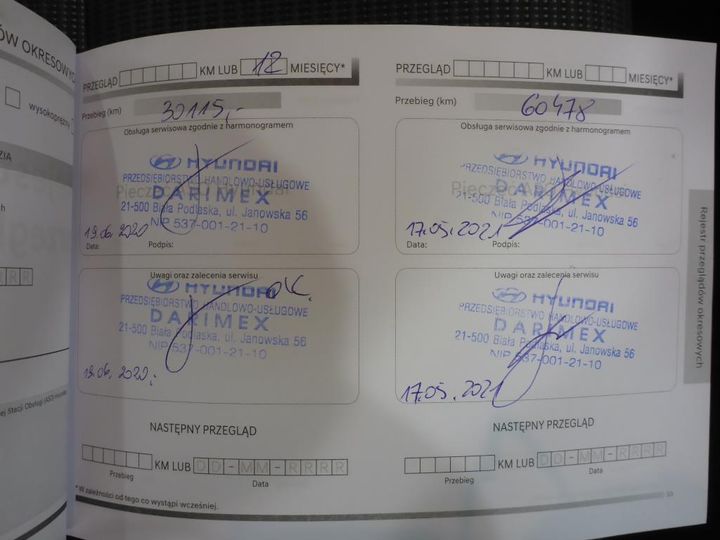 ÓW OKRESOWYCH
wysokoprężny
DZIA
PRZEGLĄD KM LUB 12 MIESIĘCY*
Przebieg (km) 30115,-
Obsługa serwisowa zgodnie z harmonogramem
HYUNDAI
PRZEDSIĘBIORSTWO HANDLOWO-USŁUGOWE
DARIMEX
21-500 Biała Podlaska, ul. Janowska 56
NIP 537-001-21-10
19.06.2020
Data: Podpis:
Uwagi oraz zalecenia serwisu
OK.
HYUNDAI
PRZEDSIĘBIORSTWO HANDLOWO-USŁUGOWE
DARIMEX
21-500 Biała Podlaska, ul. Janowska 56
NIP 537-001-21-10
19.06.2020.
NASTĘPNY PRZEGLĄD
KM LUB DD-MM-RRRR
Przebieg Data
* W zależności od tego co wystąpi wcześniej.
PRZEGLĄD KM LUB MIESIĘCY*
Przebieg (km) 60478
Obsługa serwisowa zgodnie z harmonogramem
HYUNDAI
PRZEDSIĘBIORSTWO HANDLOWO-USŁUGOWE
DARIMEX
21-500 Biała Podlaska, ul. Janowska 56
NIP 537-001-21-10
17.05.2021
Data: Podpis:
Uwagi oraz zalecenia serwisu
HYUNDAI
PRZEDSIĘBIORSTWO HANDLOWO-USŁUGOWE
DARIMEX
21-500 Biała Podlaska, ul. Janowska 56
NIP 537-001-21-10
17.05.2021
NASTĘPNY PRZEGLĄD
KM LUB DD-MM-RRRR
Przebieg Data
Rejestr przeglądów okresowych